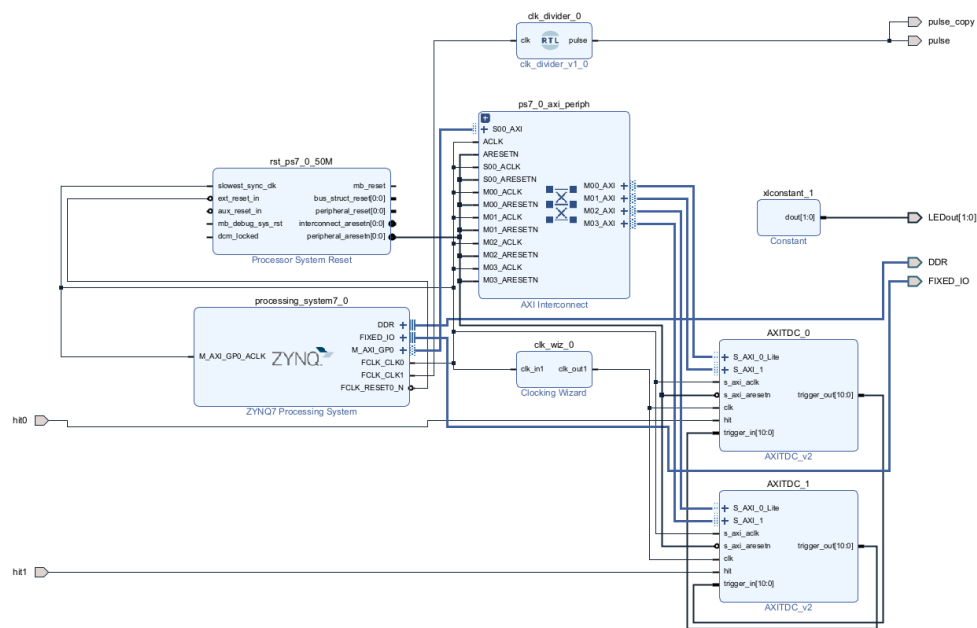 clk_divider_0
clk
RTL
pulse
clk_divider_v1_0
pulse_copy
pulse
ps7_0_axi_periph
S00_AXI
ACLK
ARESETN
S00_ACLK
S00_ARESETN
M00_ACLK
M00_ARESETN
M01_ACLK
M01_ARESETN
M02_ACLK
M02_ARESETN
M03_ACLK
M03_ARESETN
M00_AXI
M01_AXI
M02_AXI
M03_AXI
AXI Interconnect
rst_ps7_0_50M
slowest_sync_clk
ext_reset_in
aux_reset_in
mb_debug_sys_rst
dcm_locked
mb_reset
bus_struct_reset[0:0]
peripheral_reset[0:0]
interconnect_aresetn[0:0]
peripheral_aresetn[0:0]
Processor System Reset
xlconstant_1
dout[1:0]
Constant
LEDout[1:0]
DDR
FIXED_IO
processing_system7_0
M_AXI_GP0_ACLK
ZYNQ
DDR
FIXED_IO
M_AXI_GP0
FCLK_CLK0
FCLK_CLK1
FCLK_RESET0_N
ZYNQ7 Processing System
clk_wiz_0
clk_in1
clk_out1
Clocking Wizard
AXITDC_0
S_AXI_0_Lite
S_AXI_1
s_axi_aclk
s_axi_aresetn
clk
hit
trigger_in[10:0]
trigger_out[10:0]
AXITDC_v2
hit0
AXITDC_1
S_AXI_0_Lite
S_AXI_1
s_axi_aclk
s_axi_aresetn
clk
hit
trigger_in[10:0]
trigger_out[10:0]
AXITDC_v2
hit1